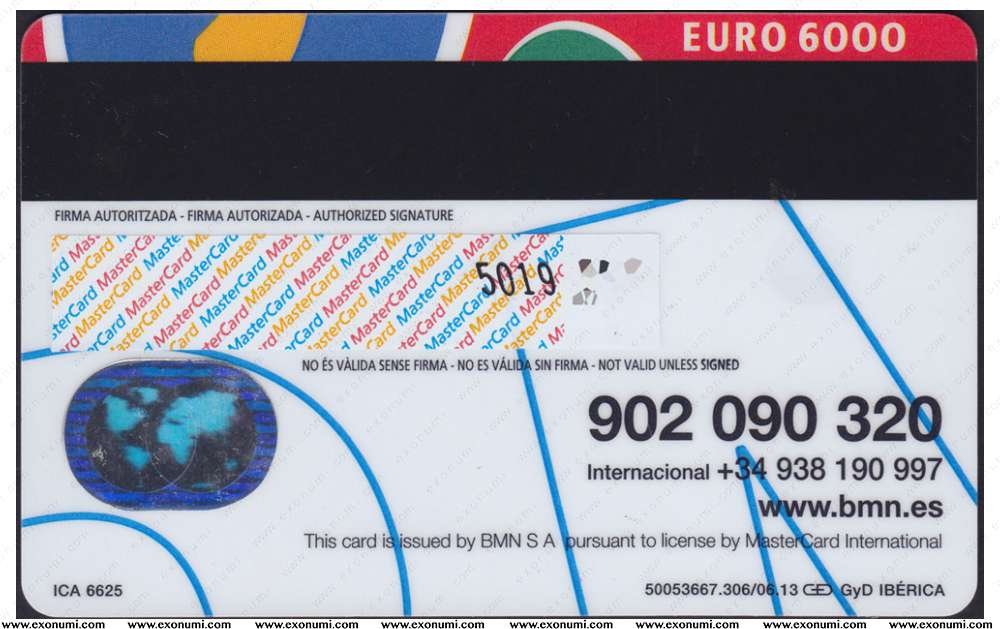 EURO 6000
FIRMA AUTORITZADA - FIRMA AUTORIZADA - AUTHORIZED SIGNATURE
MasterCard MasterCard MasterCard MasterCard
5019
NO ÉS VÀLIDA SENSE FIRMA - NO ES VÁLIDA SIN FIRMA - NOT VALID UNLESS SIGNED
902 090 320
Internacional +34 938 190 997
www.bmn.es
This card is issued by BMN S A pursuant to license by MasterCard International
ICA 6625
50053667.306/06.13 GyD IBÉRICA
www.exonumi.com www.exonumi.com www.exonumi.com www.exonumi.com www.exonumi.com www.exonumi.com www.exonumi.com www.exonumi.com